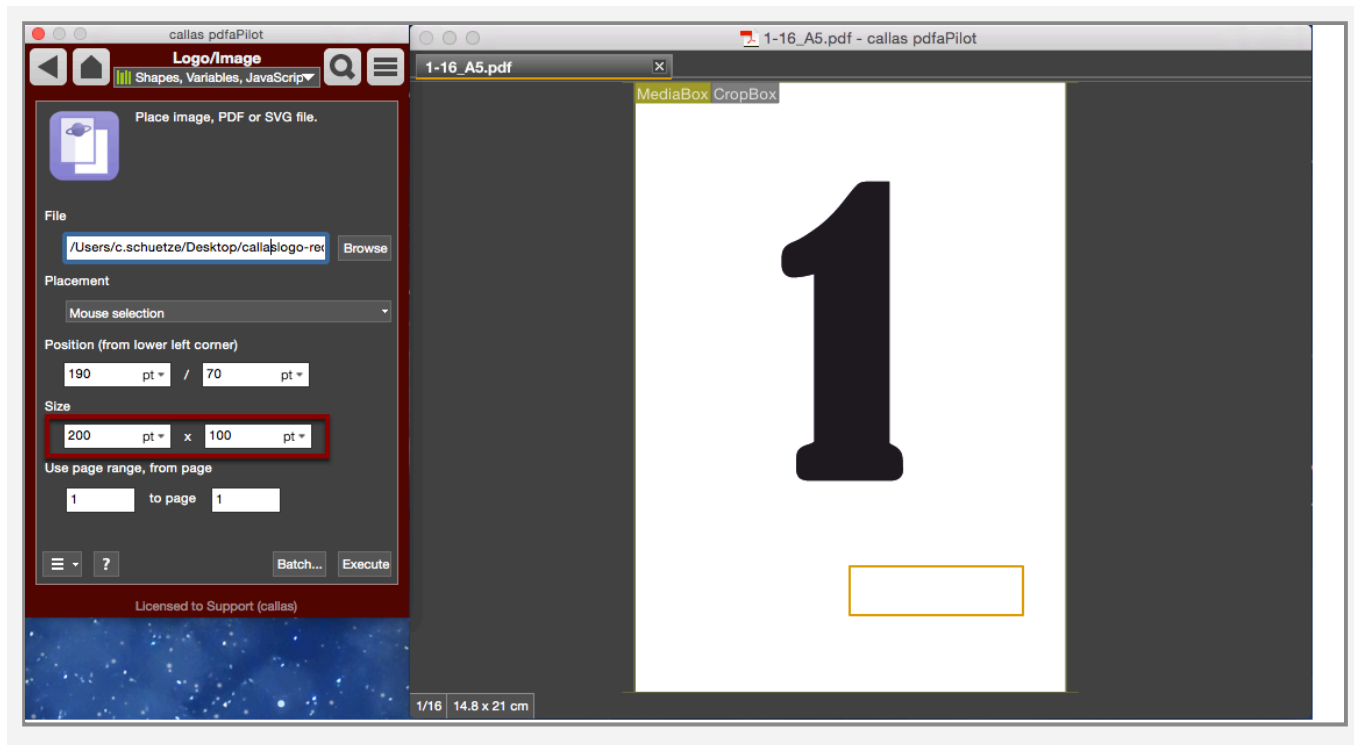 callas pdfaPilot
Logo/Image
Shapes, Variables, JavaScrip
Place image, PDF or SVG file.
File
/Users/c.schuetze/Desktop/callaslogo-rec
Browse
Placement
Mouse selection
Position (from lower left corner)
190 pt / 70 pt
Size
200 pt x 100 pt
Use page range, from page
1 to page 1
? Batch... Execute
Licensed to Support (callas)
1-16_A5.pdf - callas pdfaPilot
1-16_A5.pdf
MediaBox CropBox
1
1/16 14.8 x 21 cm